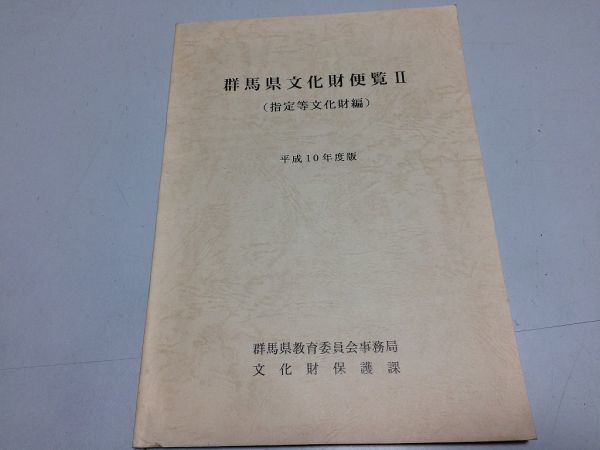 群馬県文化財便覧Ⅱ
（指定等文化財編）
平成10年度版
群馬県教育委員会事務局
文化財保護課